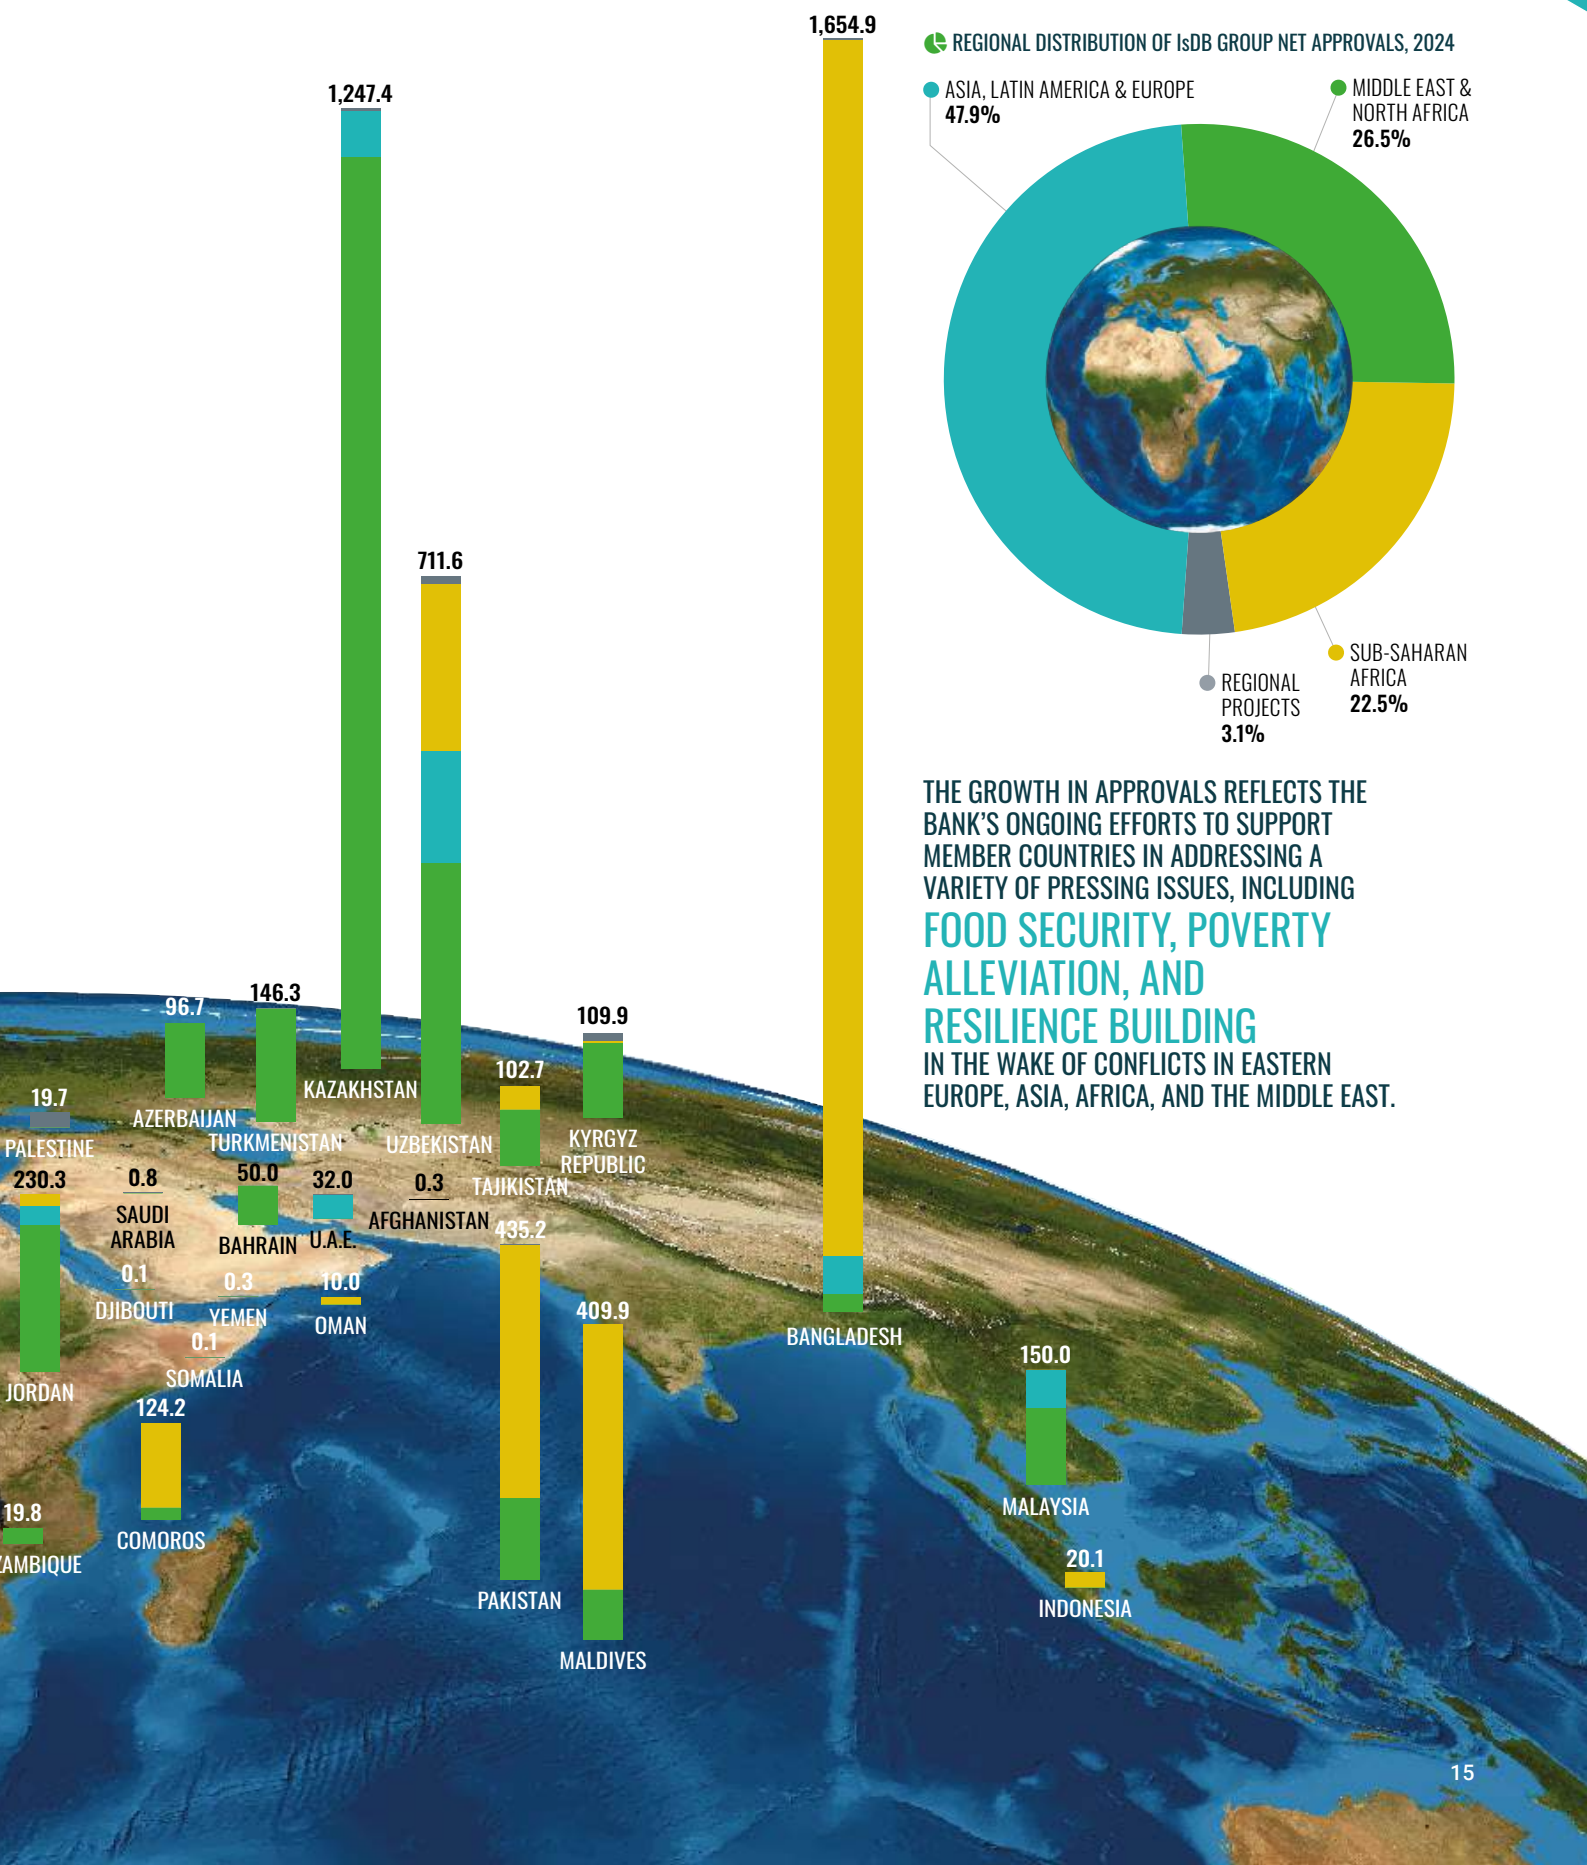 1,654.9
REGIONAL DISTRIBUTION OF IsDB GROUP NET APPROVALS, 2024
ASIA, LATIN AMERICA & EUROPE
47.9%
MIDDLE EAST &
NORTH AFRICA
26.5%
SUB-SAHARAN
AFRICA
22.5%
REGIONAL
PROJECTS
3.1%
1,247.4
711.6
THE GROWTH IN APPROVALS REFLECTS THE
BANK’S ONGOING EFFORTS TO SUPPORT
MEMBER COUNTRIES IN ADDRESSING A
VARIETY OF PRESSING ISSUES, INCLUDING
FOOD SECURITY, POVERTY
ALLEVIATION, AND
RESILIENCE BUILDING
IN THE WAKE OF CONFLICTS IN EASTERN
EUROPE, ASIA, AFRICA, AND THE MIDDLE EAST.
96.7
AZERBAIJAN
146.3
TURKMENISTAN
KAZAKHSTAN
UZBEKISTAN
102.7
TAJIKISTAN
109.9
KYRGYZ
REPUBLIC
19.7
PALESTINE
230.3
JORDAN
0.8
SAUDI
ARABIA
50.0
BAHRAIN
32.0
U.A.E.
0.3
AFGHANISTAN
0.1
DJIBOUTI
0.3
YEMEN
10.0
OMAN
0.1
SOMALIA
435.2
PAKISTAN
409.9
MALDIVES
BANGLADESH
124.2
COMOROS
19.8
ZAMBIQUE
150.0
MALAYSIA
20.1
INDONESIA
15